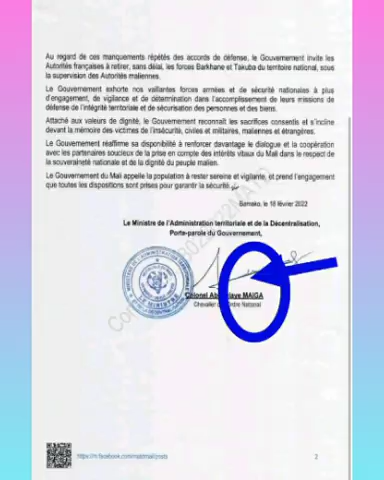 Au regard de ces manquements répétés des accords de défense, le Gouvernement invite les
Autorités françaises à retirer, sans délai, les forces Barkhane et Takuba du territoire national, sous
la supervision des Autorités maliennes.
Le Gouvernement exhorte nos vaillantes forces armées et de sécurité nationales à plus
d'engagement, de vigilance et de détermination dans l'accomplissement de leurs missions de
défense de l'intégrité territoriale et de sécurisation des personnes et des biens.
Attaché aux valeurs de dignité, le Gouvernement reconnaît les sacrifices consentis et s'incline
devant la mémoire des victimes de l'insécurité, civiles et militaires, maliennes et étrangères.
Le Gouvernement réaffirme sa disponibilité à renforcer davantage le dialogue et la coopération
avec les partenaires soucieux de la prise en compte des intérêts vitaux du Mali dans le respect de
la souveraineté nationale et de la dignité du peuple malien.
Le Gouvernement du Mali appelle la population à rester sereine et vigilante, et prend l'engagement
que toutes les dispositions sont prises pour garantir la sécurité.
Bamako, le 18 février 2022
Le Ministre de l'Administration territoriale et de la Décentralisation,
Porte-parole du Gouvernement,
Colonel MAIGA
Chevalier National
2